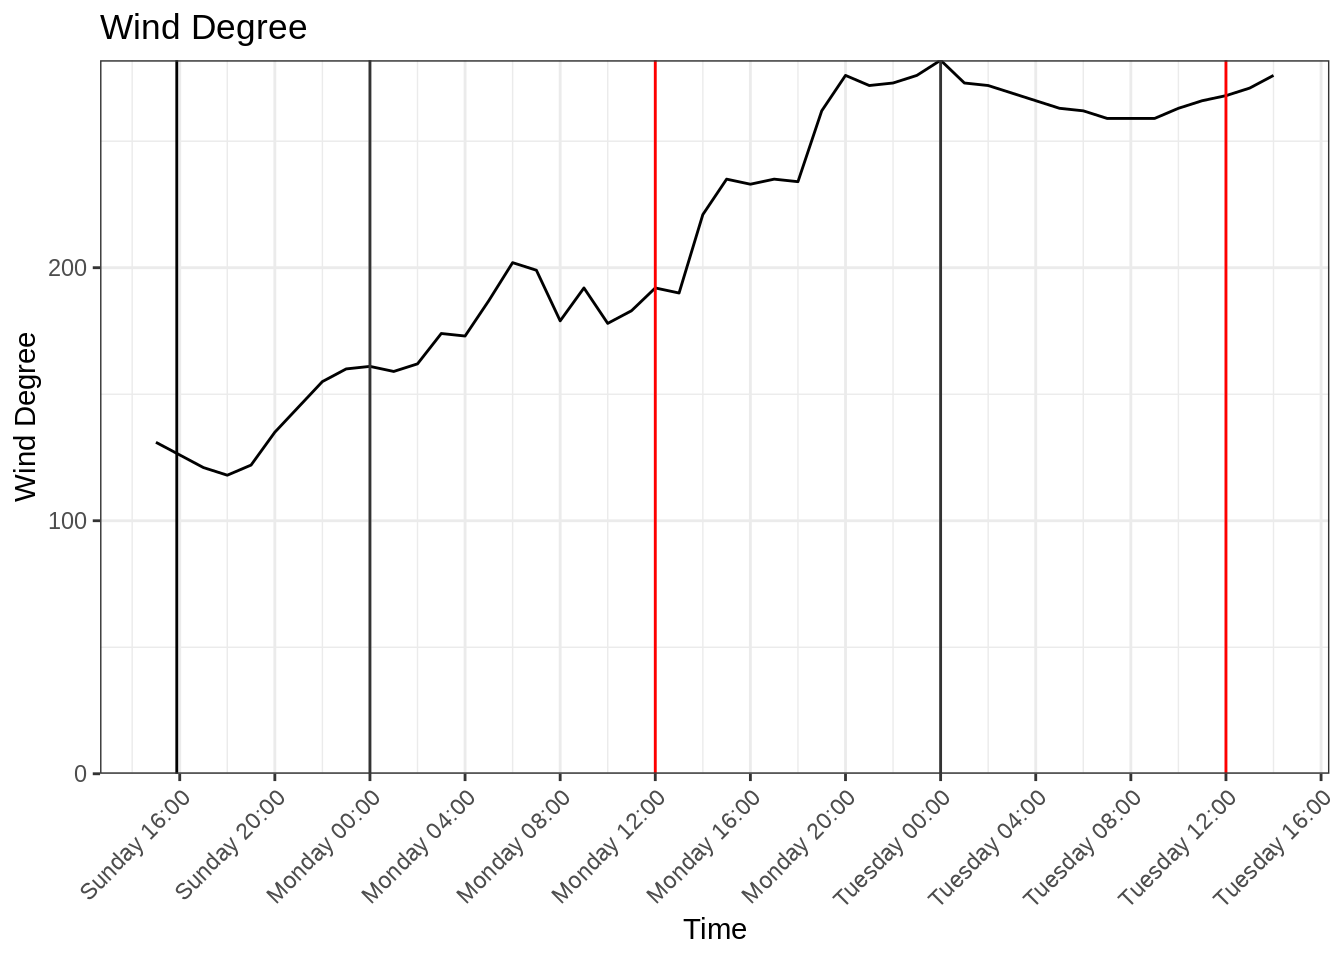 Wind Degree
Wind Degree
200
100
0
Sunday 16:00
Sunday 20:00
Monday 00:00
Monday 04:00
Monday 08:00
Monday 12:00
Monday 16:00
Monday 20:00
Tuesday 00:00
Tuesday 04:00
Tuesday 08:00
Tuesday 12:00
Tuesday 16:00
Time